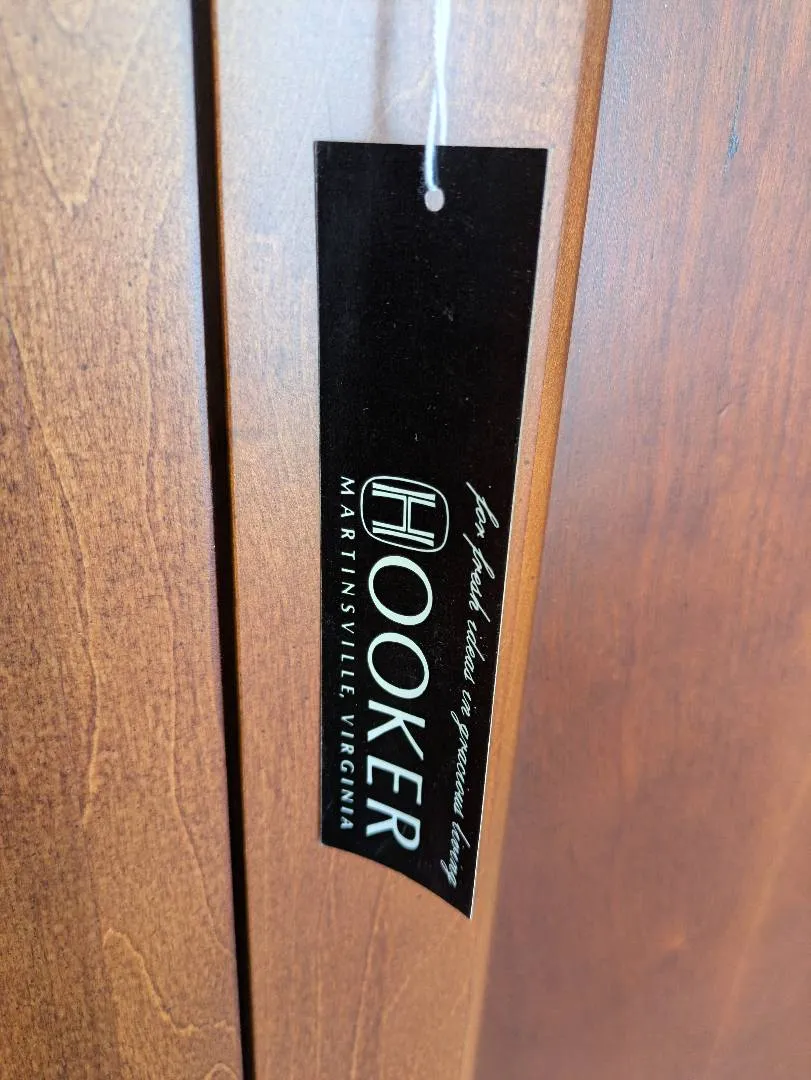 for fresh ideas in gracious living
HOOKER
MARTINSVILLE, VIRGINIA